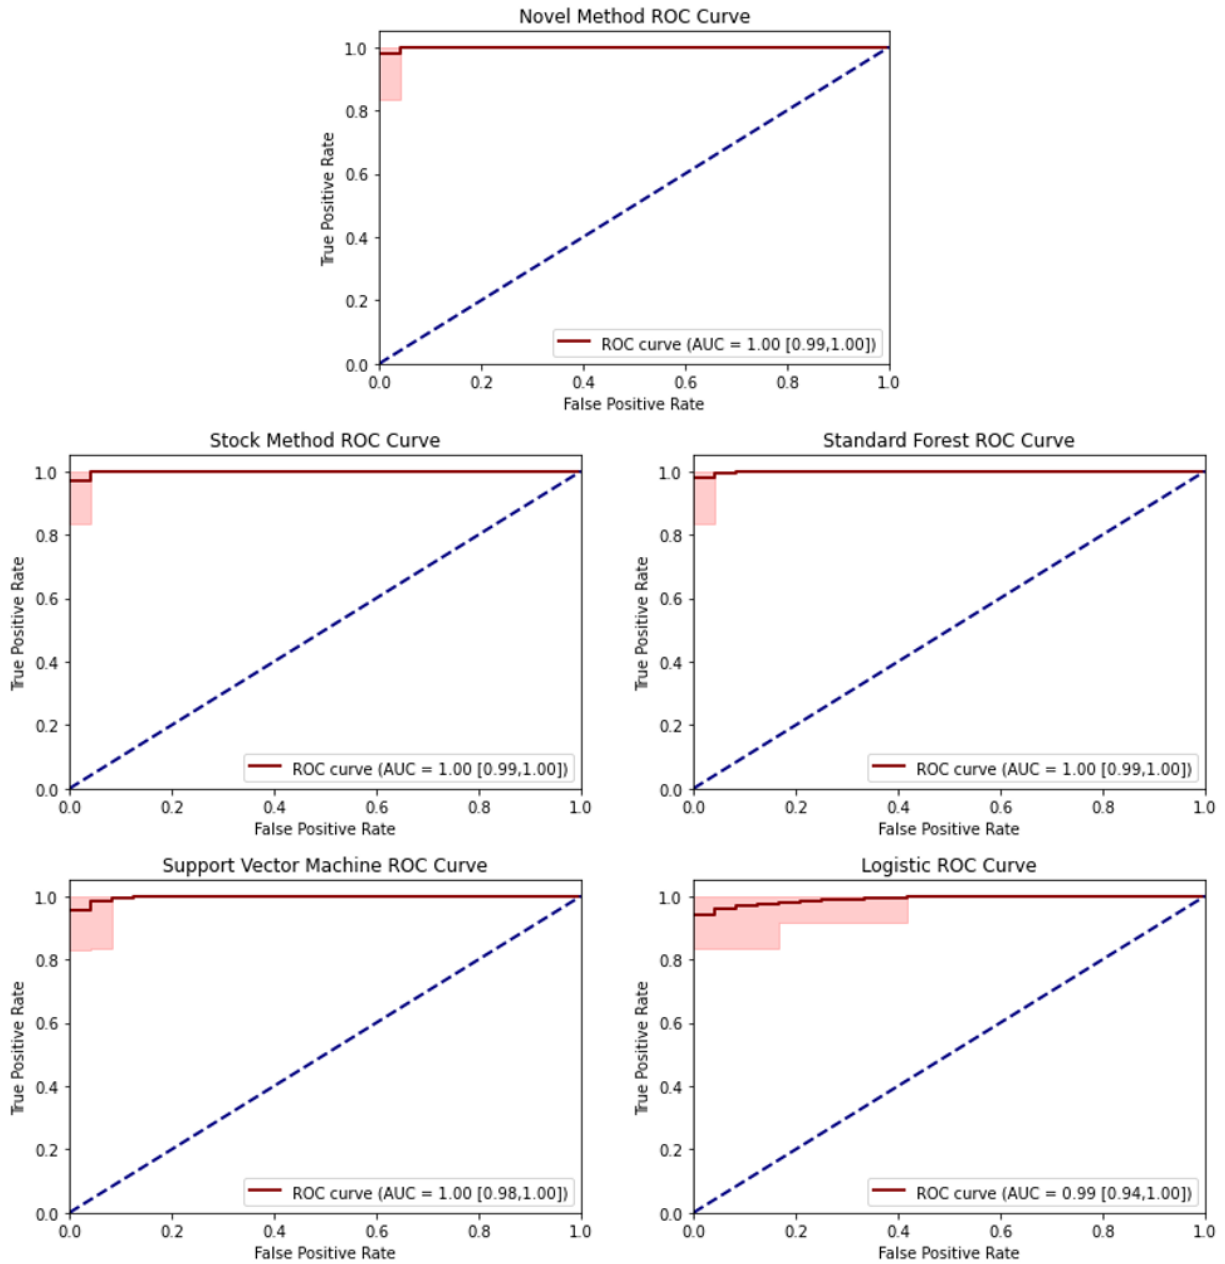 Novel Method ROC Curve
1.0
0.8
0.6
0.4
0.2
0.0
True Positive Rate
ROC curve (AUC = 1.00 [0.99,1.00])
0.0 0.2 0.4 0.6 0.8 1.0
False Positive Rate
Stock Method ROC Curve
1.0
0.8
0.6
0.4
0.2
0.0
True Positive Rate
ROC curve (AUC = 1.00 [0.99,1.00])
0.0 0.2 0.4 0.6 0.8 1.0
False Positive Rate
Standard Forest ROC Curve
1.0
0.8
0.6
0.4
0.2
0.0
True Positive Rate
ROC curve (AUC = 1.00 [0.99,1.00])
0.0 0.2 0.4 0.6 0.8 1.0
False Positive Rate
Support Vector Machine ROC Curve
1.0
0.8
0.6
0.4
0.2
0.0
True Positive Rate
ROC curve (AUC = 1.00 [0.98,1.00])
0.0 0.2 0.4 0.6 0.8 1.0
False Positive Rate
Logistic ROC Curve
1.0
0.8
0.6
0.4
0.2
0.0
True Positive Rate
ROC curve (AUC = 0.99 [0.94,1.00])
0.0 0.2 0.4 0.6 0.8 1.0
False Positive Rate